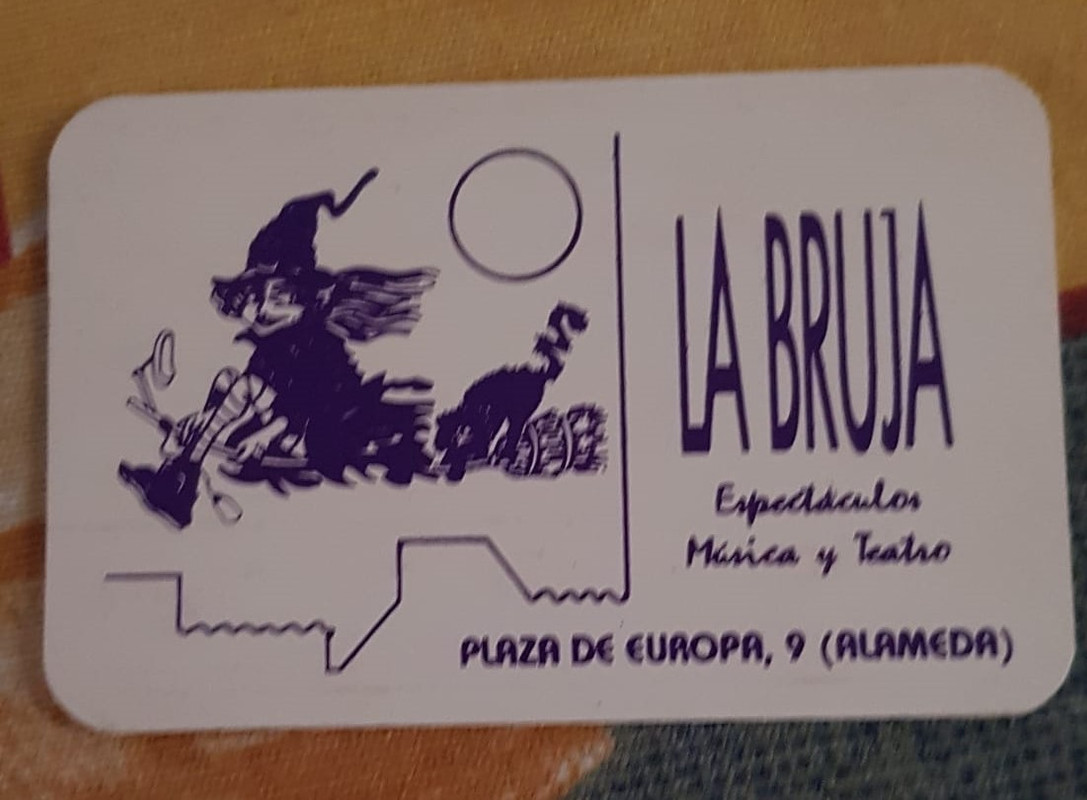 LA BRUJA
Espectáculos
Música y Teatro
PLAZA DE EUROPA, 9 (ALAMEDA)